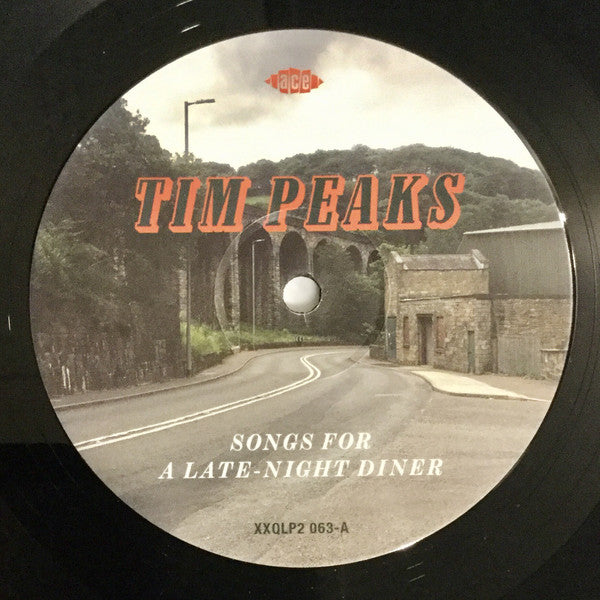 ace
TIM PEAKS
SONGS FOR
A LATE-NIGHT DINER
XXQLP2 063-A